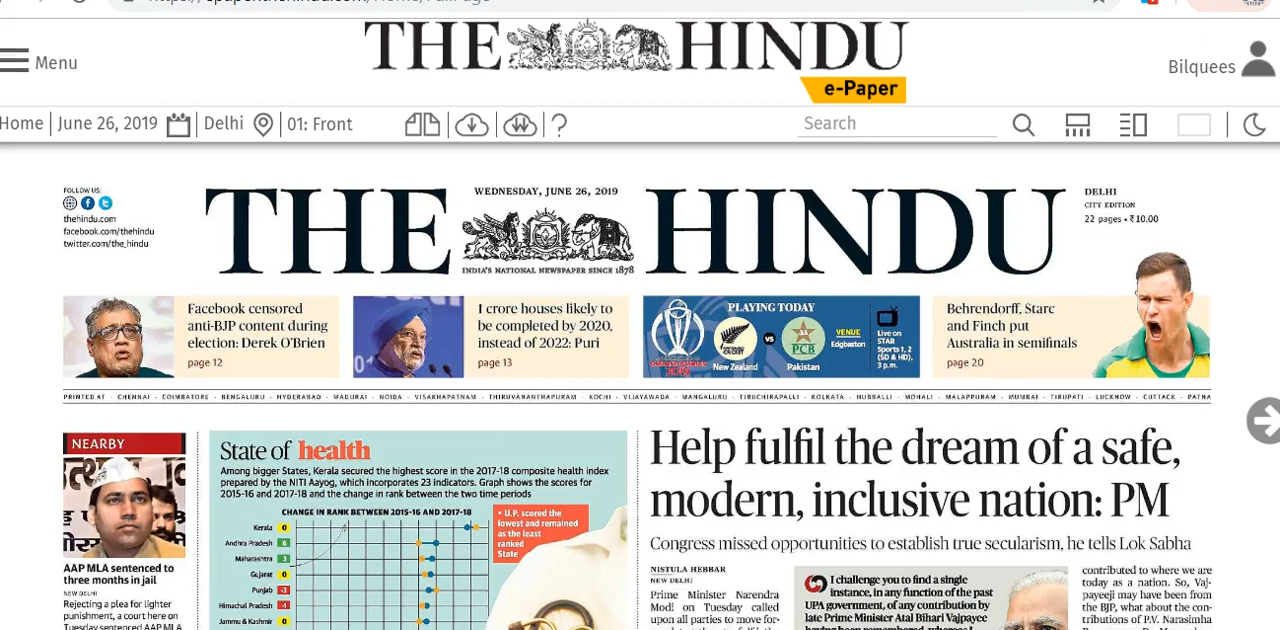 Menu
THE HINDU
e-Paper
Bilquees
Home | June 26, 2019 | Delhi | 01: Front
?
Search
FOLLOW US:
thehindu.com
facebook.com/thehindu
twitter.com/the_hindu
WEDNESDAY, JUNE 26, 2019
THE HINDU
INDIA'S NATIONAL NEWSPAPER SINCE 1878
DELHI
CITY EDITION
22 pages • ₹10.00
Facebook censored
anti-BJP content during
election: Derek O'Brien
page 12
1 crore houses likely to
be completed by 2020,
instead of 2022: Puri
page 13
PLAYING TODAY
New Zealand
VS
PCB
Pakistan
VENUE
Edgbaston
Live on
STAR
Sports 1, 2
(SD & HD),
3 p.m.
Behrendorff, Starc
and Finch put
Australia in semifinals
page 20
PRINTED AT · CHENNAI · COIMBATORE · BENGALURU · HYDERABAD · MADURAI · NOIDA · VISAKHAPATNAM · THIRUVANANTHAPURAM · KOCHI · VIJAYAWADA · MANGALURU · TIRUCHIRAPALLI · KOLKATA · HUBBALLI · MOHALI · MALAPPURAM · MUMBAI · TIRUPATI · LUCKNOW · CUTTACK · PATNA
NEARBY
AAP MLA sentenced to
three months in jail
NEW DELHI
Rejecting a plea for lighter
punishment, a court here on
Tuesday sentenced AAP MLA
State of health
Among bigger States, Kerala secured the highest score in the 2017-18 composite health index
prepared by the NITI Aayog, which incorporates 23 indicators. Graph shows the scores for
2015-16 and 2017-18 and the change in rank between the two time periods
CHANGE IN RANK BETWEEN 2015-16 AND 2017-18
Kerala 0
Andhra Pradesh 6
Maharashtra 3
Gujarat 0
Punjab -3
Himachal Pradesh -1
Jammu & Kashmir 0
• U.P. scored the
lowest and remained
as the least
ranked
State
Help fulfil the dream of a safe,
modern, inclusive nation: PM
Congress missed opportunities to establish true secularism, he tells Lok Sabha
NISTULA HEBBAR
NEW DELHI
Prime Minister Narendra
Modi on Tuesday called
upon all parties to move for-
I challenge you to find a single
instance, in any function of the past
UPA government, of any contribution by
late Prime Minister Atal Bihari Vajpayee
contributed to where we are
today as a nation. So, Vaj-
payeeji may have been from
the BJP, what about the con-
tributions of P.V. Narasimha